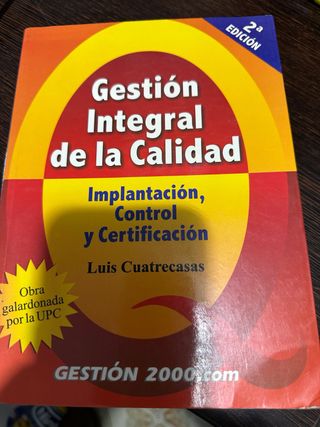 2ª
EDICIÓN
Gestión
Integral
de la Calidad
Implantación,
Control
y Certificación
Luis Cuatrecasas
Obra
galardonada
por la UPC
GESTIÓN 2000.com